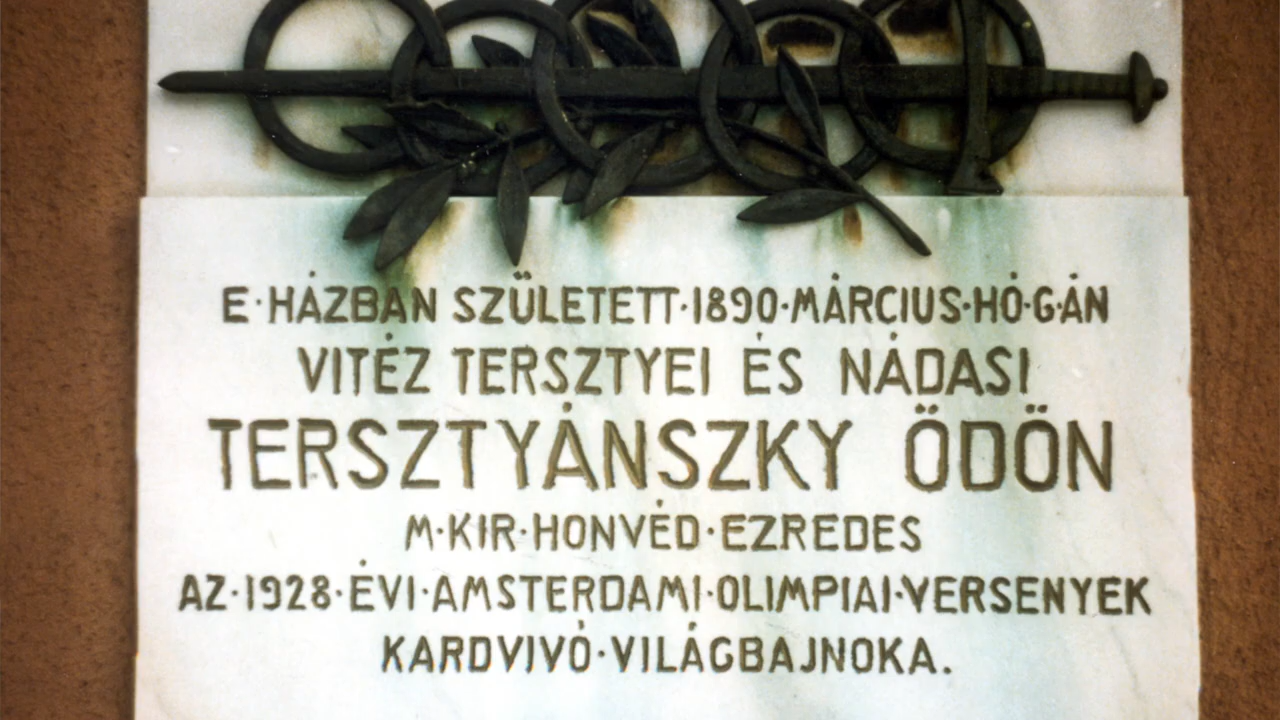 E·HÁZBAN SZÜLETETT·1890·MÁRCIUS·HÓ·6·ÁN
VITÉZ TERSZTYEI ÉS NÁDASI
TERSZTYÁNSZKY ÖDÖN
M·KIR·HONVÉD·EZREDES
AZ·1928·ÉVI·AMSTERDAMI·OLIMPIAI·VERSENYEK
KARDVIVÓ·VILÁGBAJNOKA.